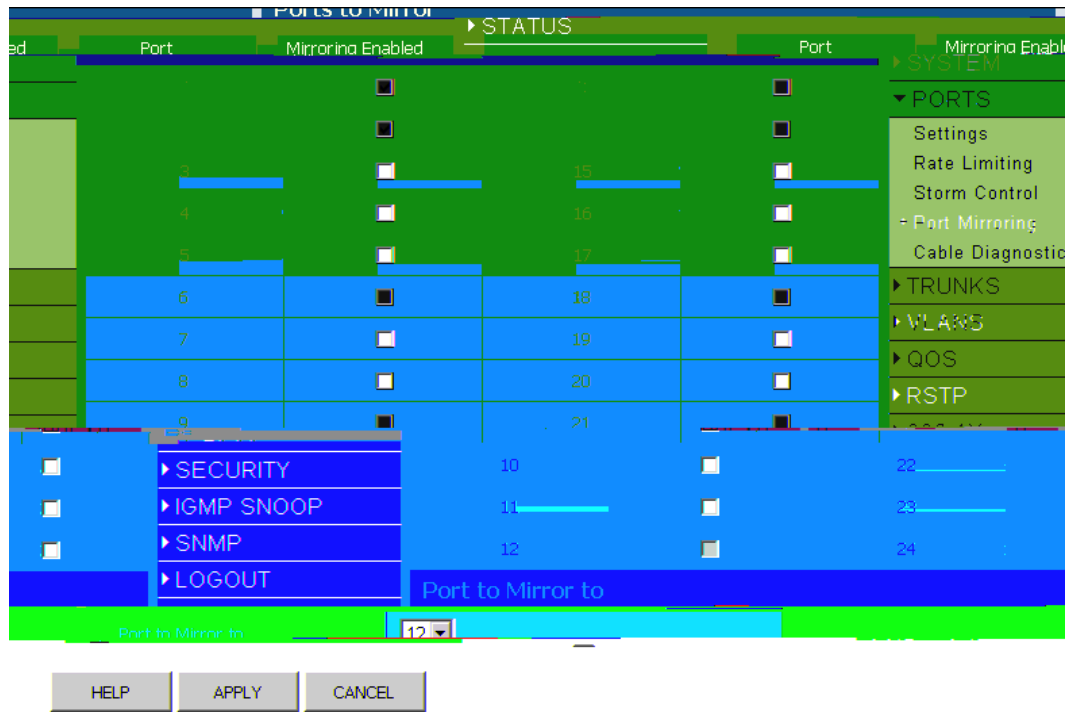 Ports to Mirror
STATUS
Port Mirroring Enabled Port Mirroring
SYSTEM
PORTS
Settings
Rate Limiting
Storm Control
Port Mirroring
Cable
TRUNKS
VLANS
QOS
RSTP
3 15
4 16
5 17
6 18
7 19
8 20
9 21
SECURITY
IGMP SNOOP
SNMP
LOGOUT
10 22
11 23
12 24
Port to Mirror to
Port to Mirror to
12
HELP APPLY CANCEL